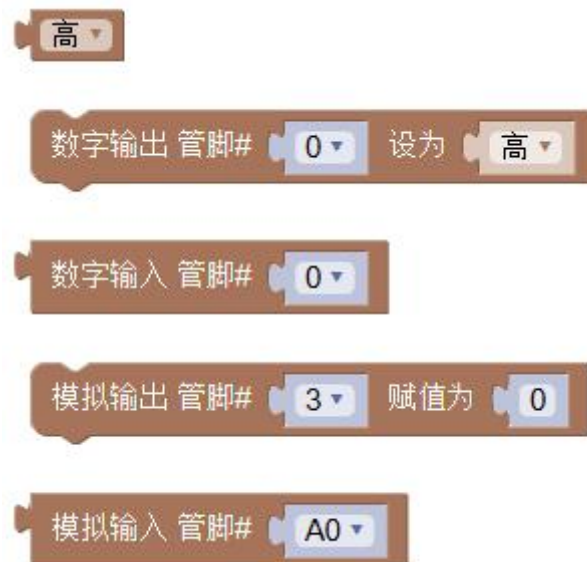 高
数字输出 管脚# 0 设为 高
数字输入 管脚# 0
模拟输出 管脚# 3 赋值为 0
模拟输入 管脚# A0